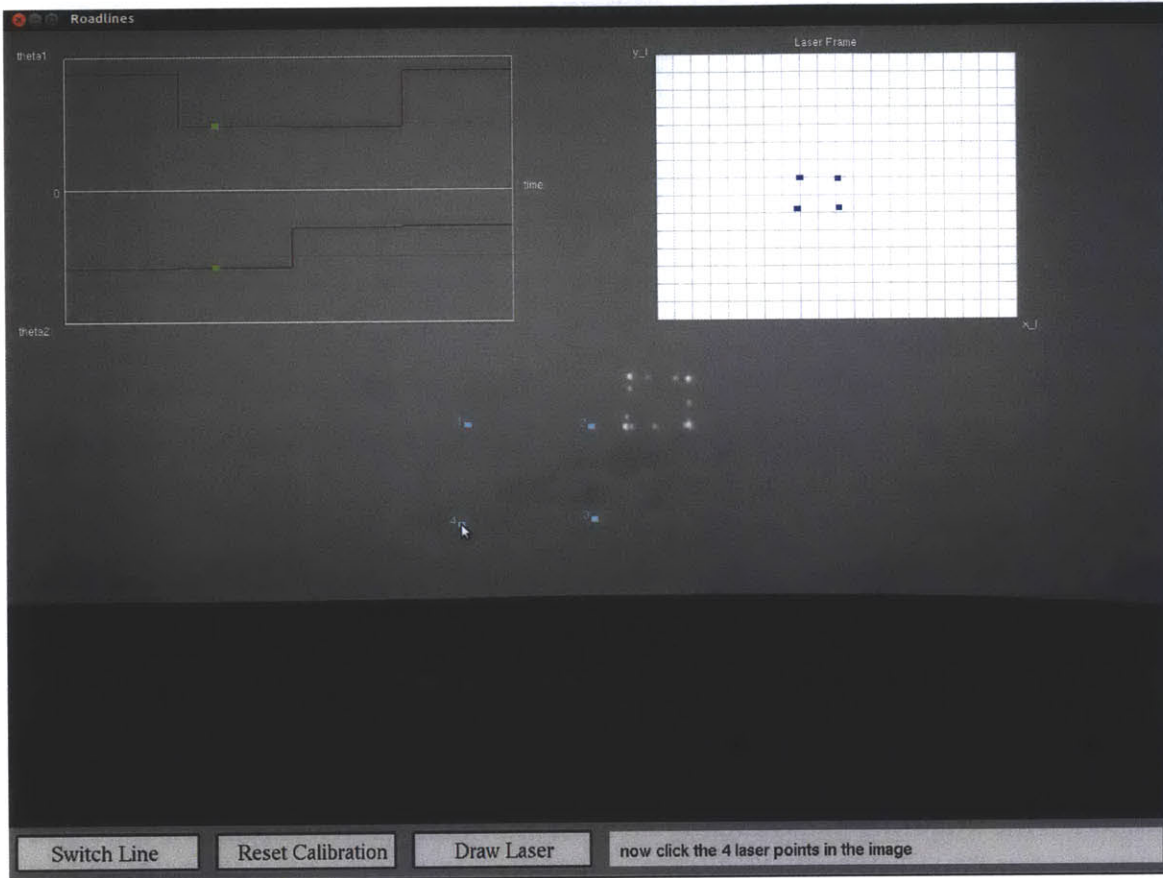 Roadlines
theta1
0
time
theta2
Laser Frame
y_l
x_l
1
2
4
3
Switch Line
Reset Calibration
Draw Laser
now click the 4 laser points in the image